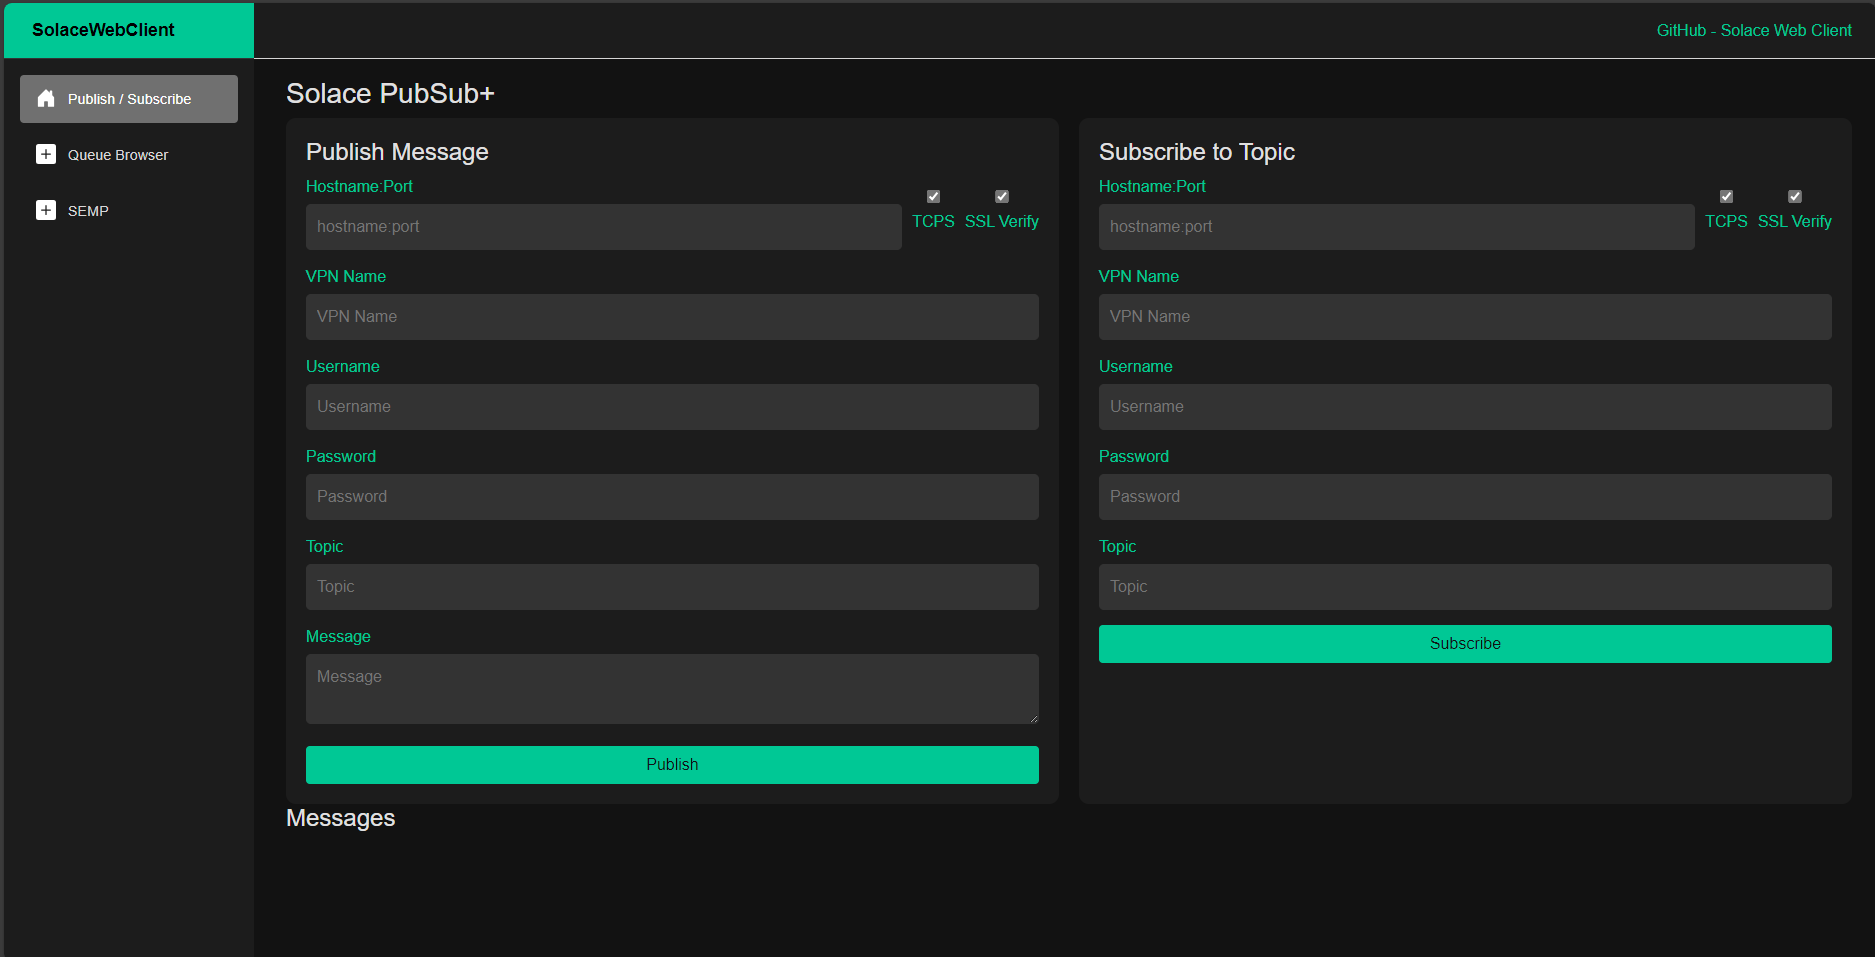 SolaceWebClient
GitHub - Solace Web Client
Publish / Subscribe
Queue Browser
SEMP
Solace PubSub+
Publish Message
Hostname:Port
hostname:port
TCPS
SSL Verify
VPN Name
VPN Name
Username
Username
Password
Password
Topic
Topic
Message
Message
Publish
Subscribe to Topic
Hostname:Port
hostname:port
TCPS
SSL Verify
VPN Name
VPN Name
Username
Username
Password
Password
Topic
Topic
Subscribe
Messages